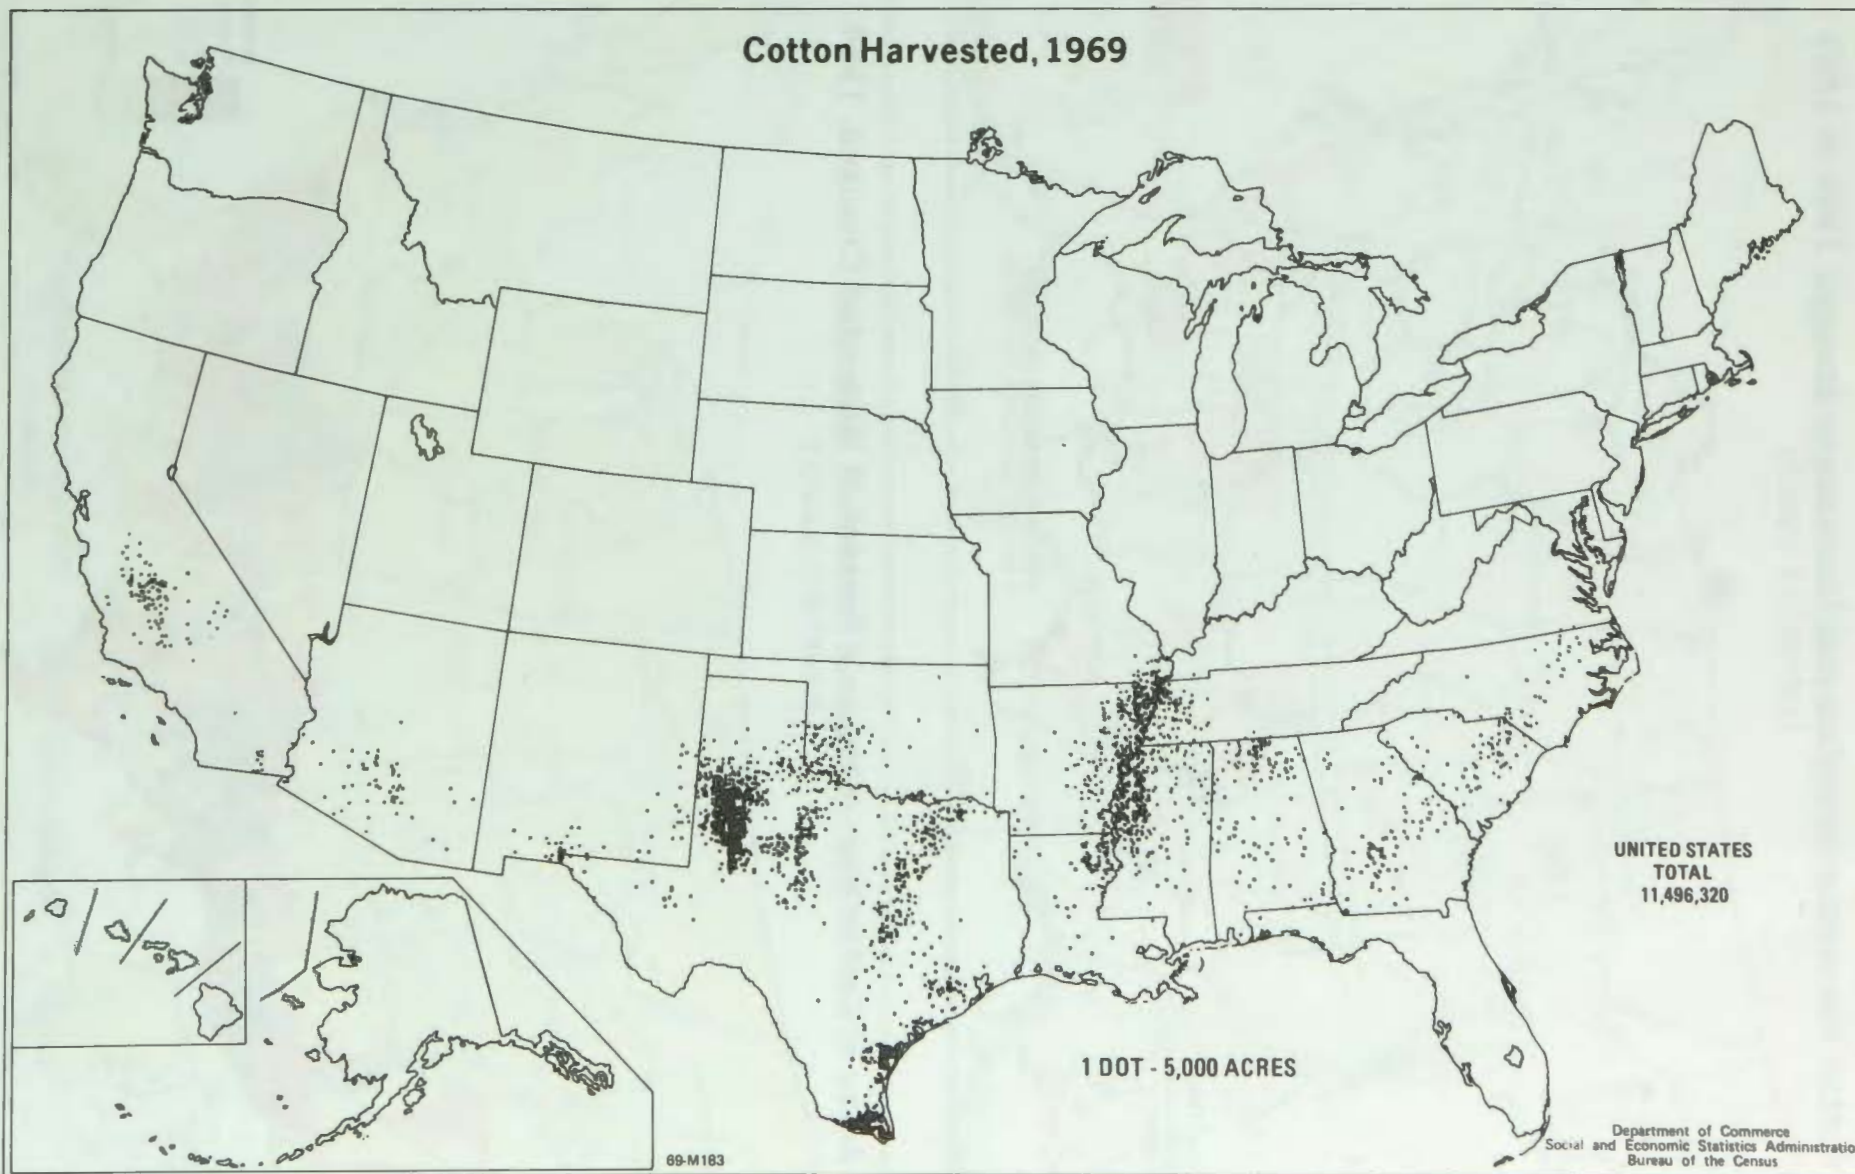 Cotton Harvested, 1969
UNITED STATES
TOTAL
11,496,320
1 DOT - 5,000 ACRES
69-M183
Department of Commerce
Social and Economic Statistics Administratio
Bureau of the Census